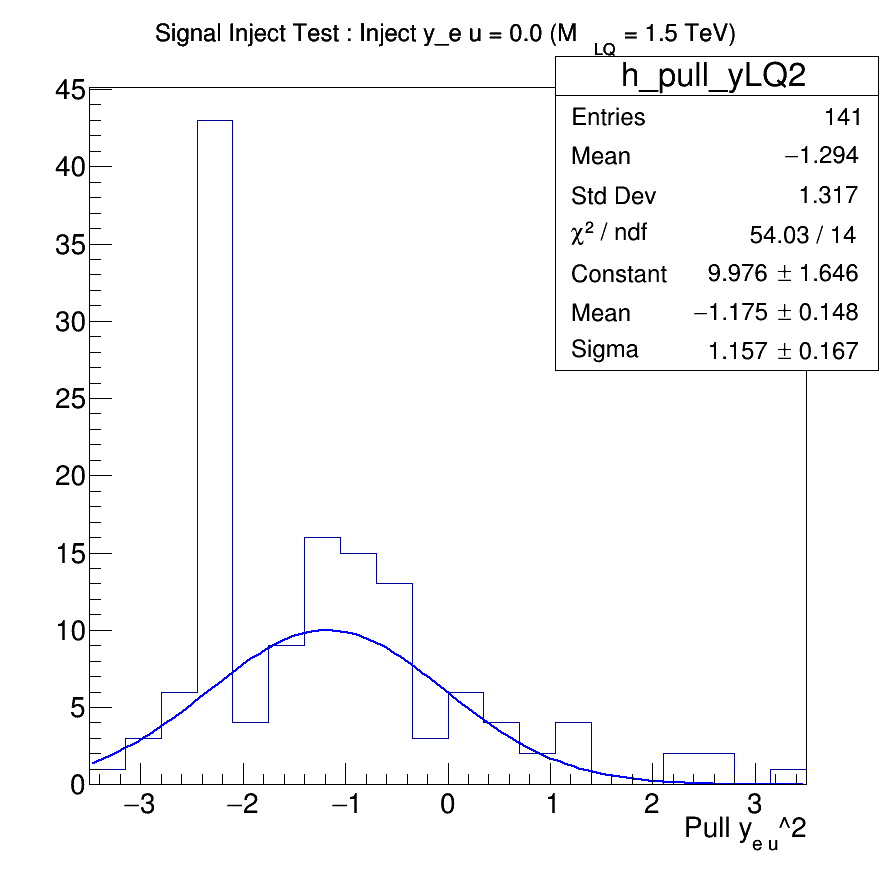 Signal Inject Test : Inject y_e u = 0.0 (M LQ = 1.5 TeV)
h_pull_yLQ2
Entries 141
Mean −1.294
Std Dev 1.317
χ² / ndf 54.03 / 14
Constant 9.976 ± 1.646
Mean −1.175 ± 0.148
Sigma 1.157 ± 0.167
45
40
35
30
25
20
15
10
5
0
−3 −2 −1 0 1 2 3
Pull y e u^2